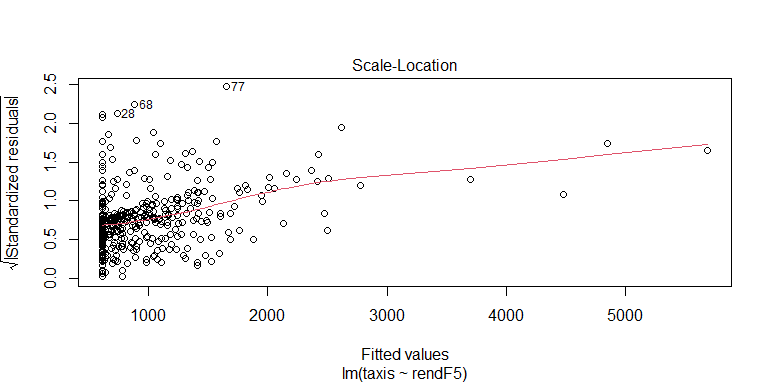 Scale-Location
√|Standardized residuals|
2.5
2.0
1.5
1.0
0.5
0.0
77
68
28
1000 2000 3000 4000 5000
Fitted values
lm(taxis ~ rendF5)